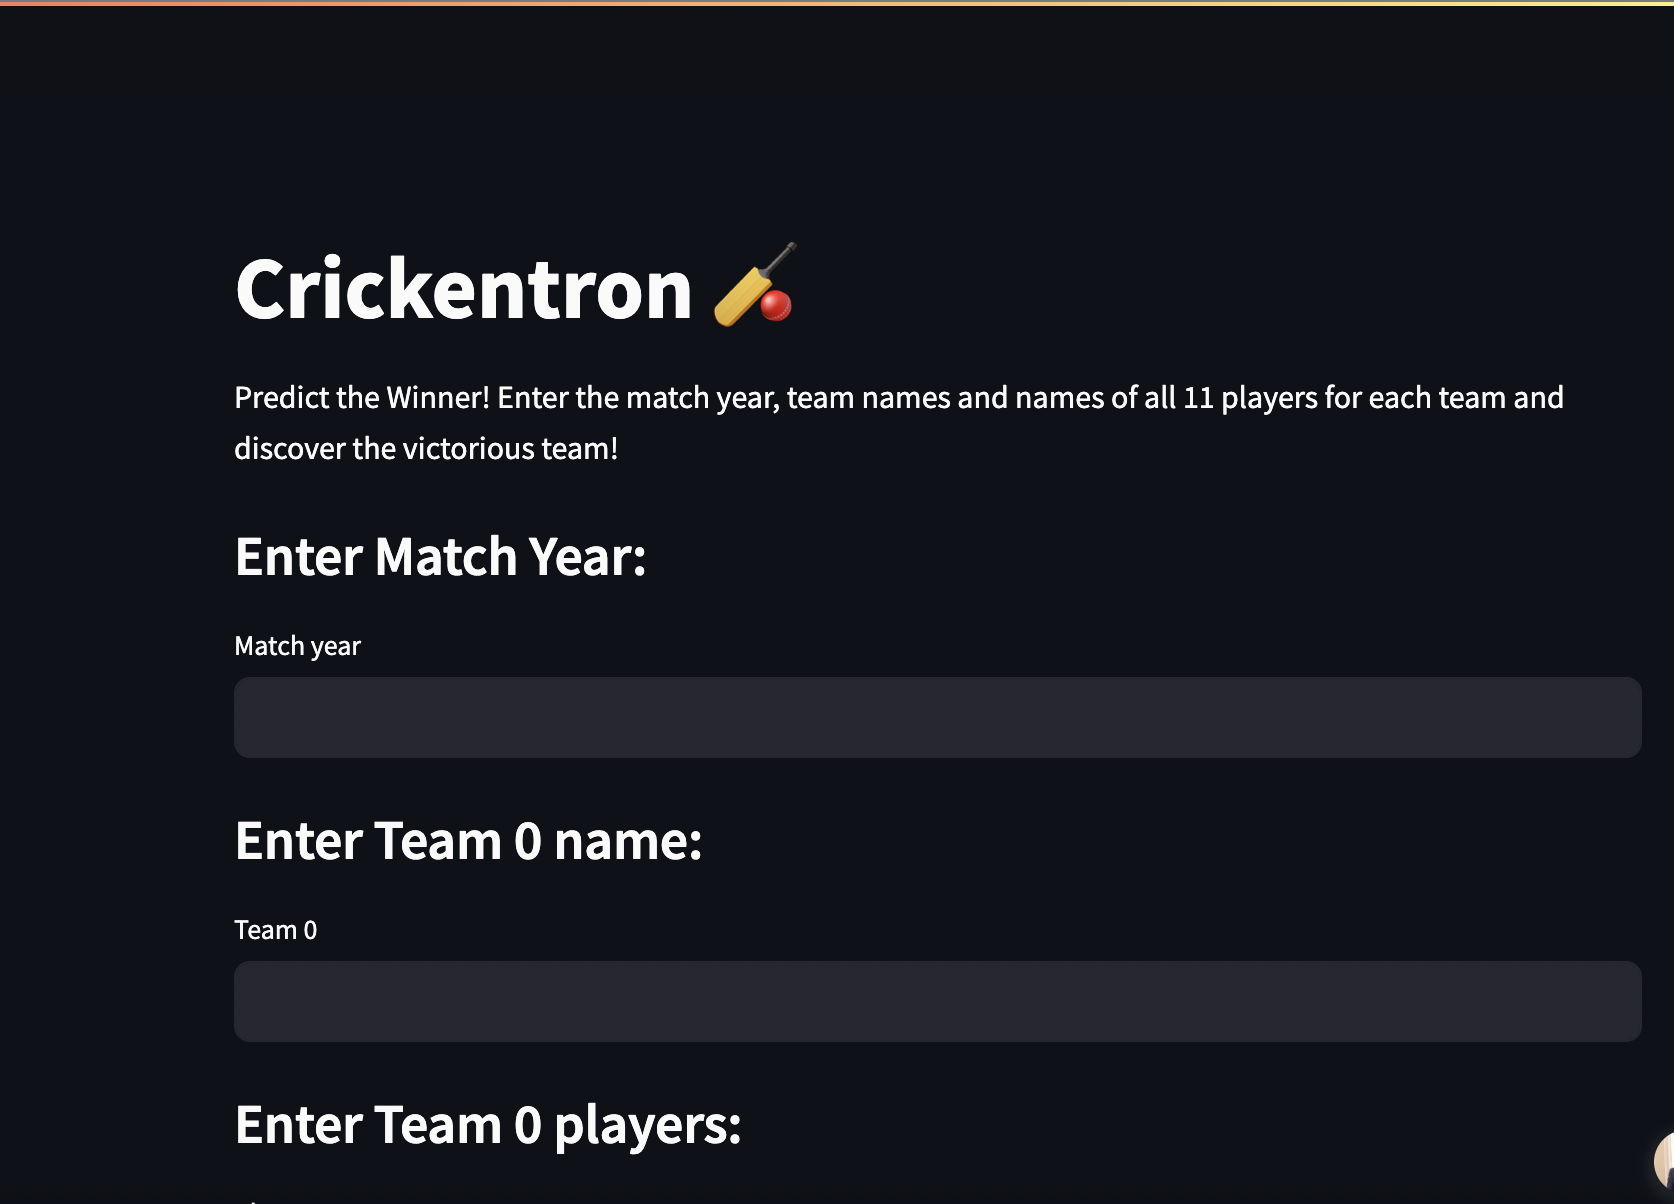 Crickentron
Predict the Winner! Enter the match year, team names and names of all 11 players for each team and
discover the victorious team!
Enter Match Year:
Match year
Enter Team 0 name:
Team 0
Enter Team 0 players: